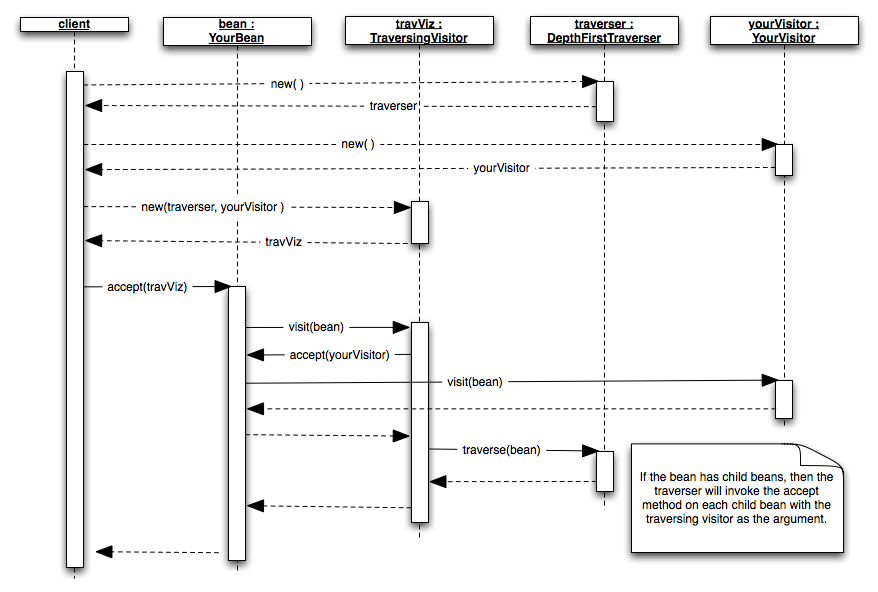 client
bean :
YourBean
travViz :
TraversingVisitor
traverser :
DepthFirstTraverser
yourVisitor :
YourVisitor
new( )
traverser
new( )
yourVisitor
new(traverser, yourVisitor )
travViz
accept(travViz)
visit(bean)
accept(yourVisitor)
visit(bean)
traverse(bean)
If the bean has child beans, then the
traverser will invoke the accept
method on each child bean with the
traversing visitor as the argument.